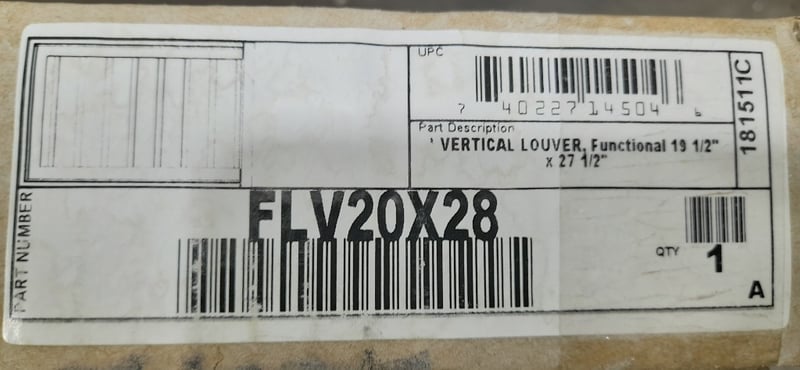 UPC
7 40227 14504 6
Part Description
' VERTICAL LOUVER, Functional 19 1/2"
x 27 1/2"
181511C
PART NUMBER
FLV20X28
QTY
1
A